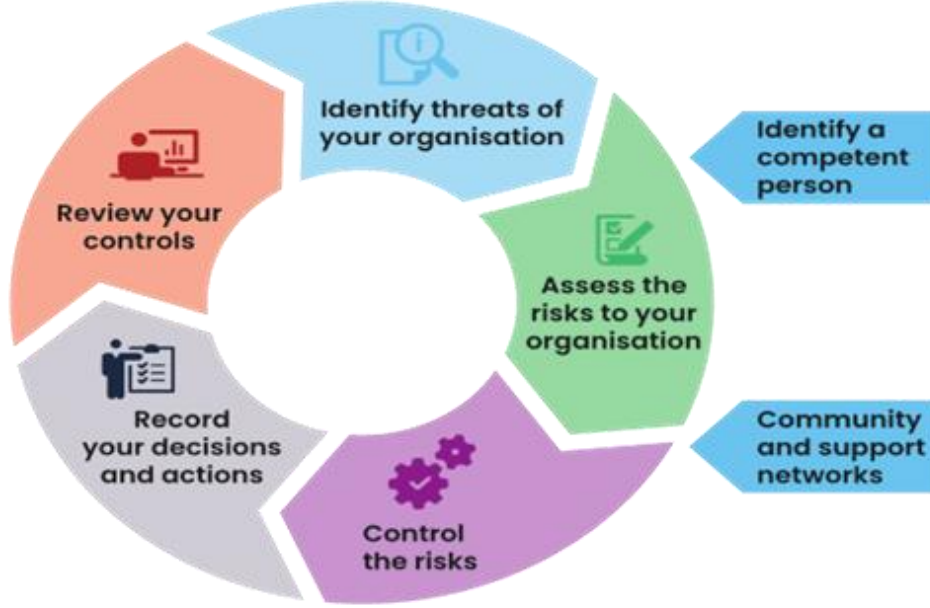 Identify threats of
your organisation
Assess the
risks to your
organisation
Control
the risks
Record
your decisions
and actions
Review your
controls
Identify a
competent
person
Community
and support
networks